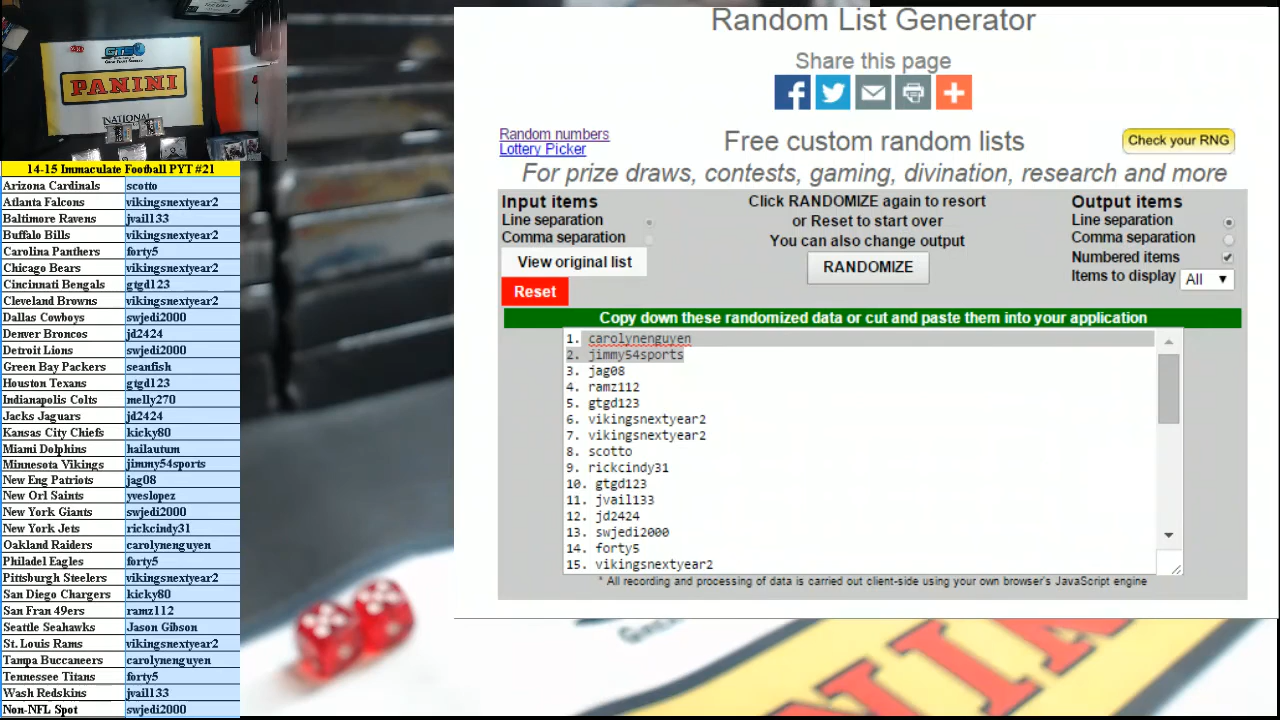 GTS
PANINI
NATIONAL
14-15 Immaculate Football PYT #21
Arizona Cardinals scotto
Atlanta Falcons vikingsnextyear2
Baltimore Ravens jvail133
Buffalo Bills vikingsnextyear2
Carolina Panthers forty5
Chicago Bears vikingsnextyear2
Cincinnati Bengals gtgd123
Cleveland Browns vikingsnextyear2
Dallas Cowboys swjedi2000
Denver Broncos jd2424
Detroit Lions swjedi2000
Green Bay Packers seanfish
Houston Texans gtgd123
Indianapolis Colts melly270
Jacks Jaguars jd2424
Kansas City Chiefs kicky80
Miami Dolphins hailautum
Minnesota Vikings jimmy54sports
New Eng Patriots jag08
New Orl Saints yveslopez
New York Giants swjedi2000
New York Jets rickcindy31
Oakland Raiders carolynenguyen
Philadel Eagles forty5
Pittsburgh Steelers vikingsnextyear2
San Diego Chargers kicky80
San Fran 49ers ramz112
Seattle Seahawks Jason Gibson
St. Louis Rams vikingsnextyear2
Tampa Buccaneers carolynenguyen
Tennessee Titans forty5
Wash Redskins jvail133
Non-NFL Spot swjedi2000
Random List Generator
Share this page
Random numbers
Lottery Picker
Free custom random lists
Check your RNG
For prize draws, contests, gaming, divination, research and more
Input items
Line separation
Comma separation
View original list
Reset
Click RANDOMIZE again to resort
or Reset to start over
You can also change output
RANDOMIZE
Output items
Line separation
Comma separation
Numbered items
Items to display All
Copy down these randomized data or cut and paste them into your application
1. carolynenguyen
2. jimmy54sports
3. jag08
4. ramz112
5. gtgd123
6. vikingsnextyear2
7. vikingsnextyear2
8. scotto
9. rickcindy31
10. gtgd123
11. jvail133
12. jd2424
13. swjedi2000
14. forty5
15. vikingsnextyear2
* All recording and processing of data is carried out client-side using your own browser's JavaScript engine